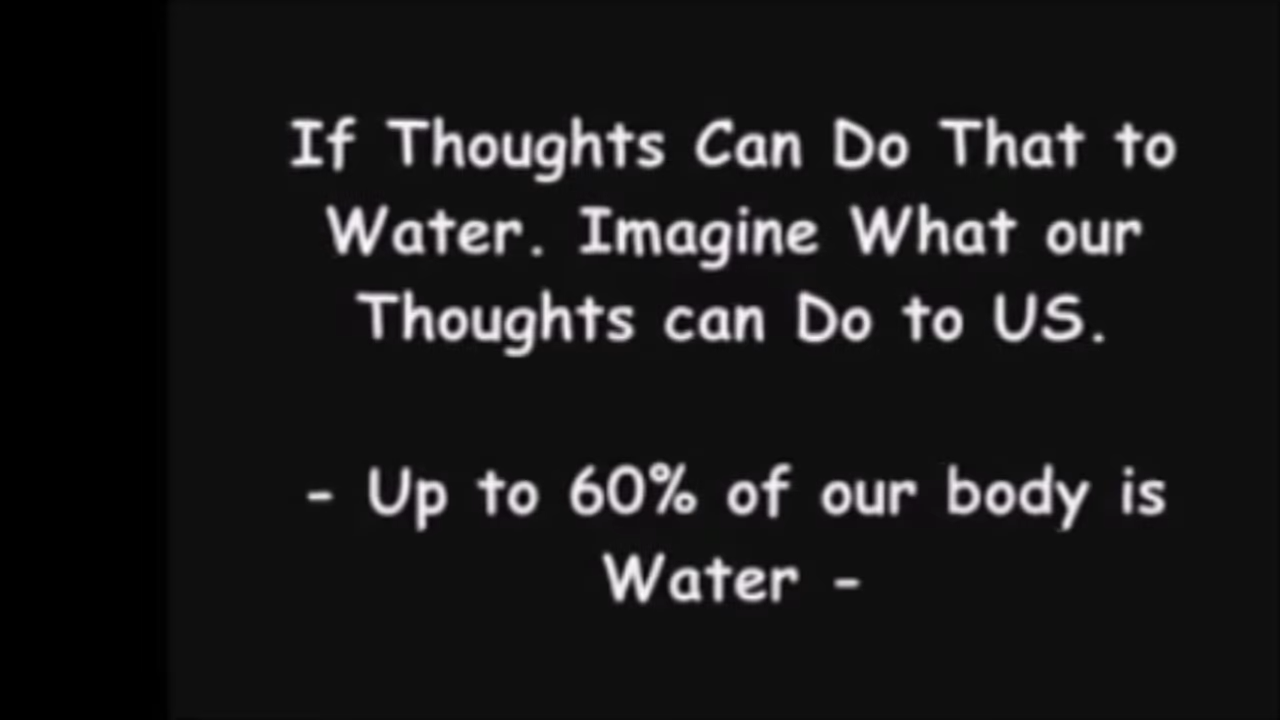 If Thoughts Can Do That to
Water. Imagine What our
Thoughts can Do to US.
- Up to 60% of our body is
Water -